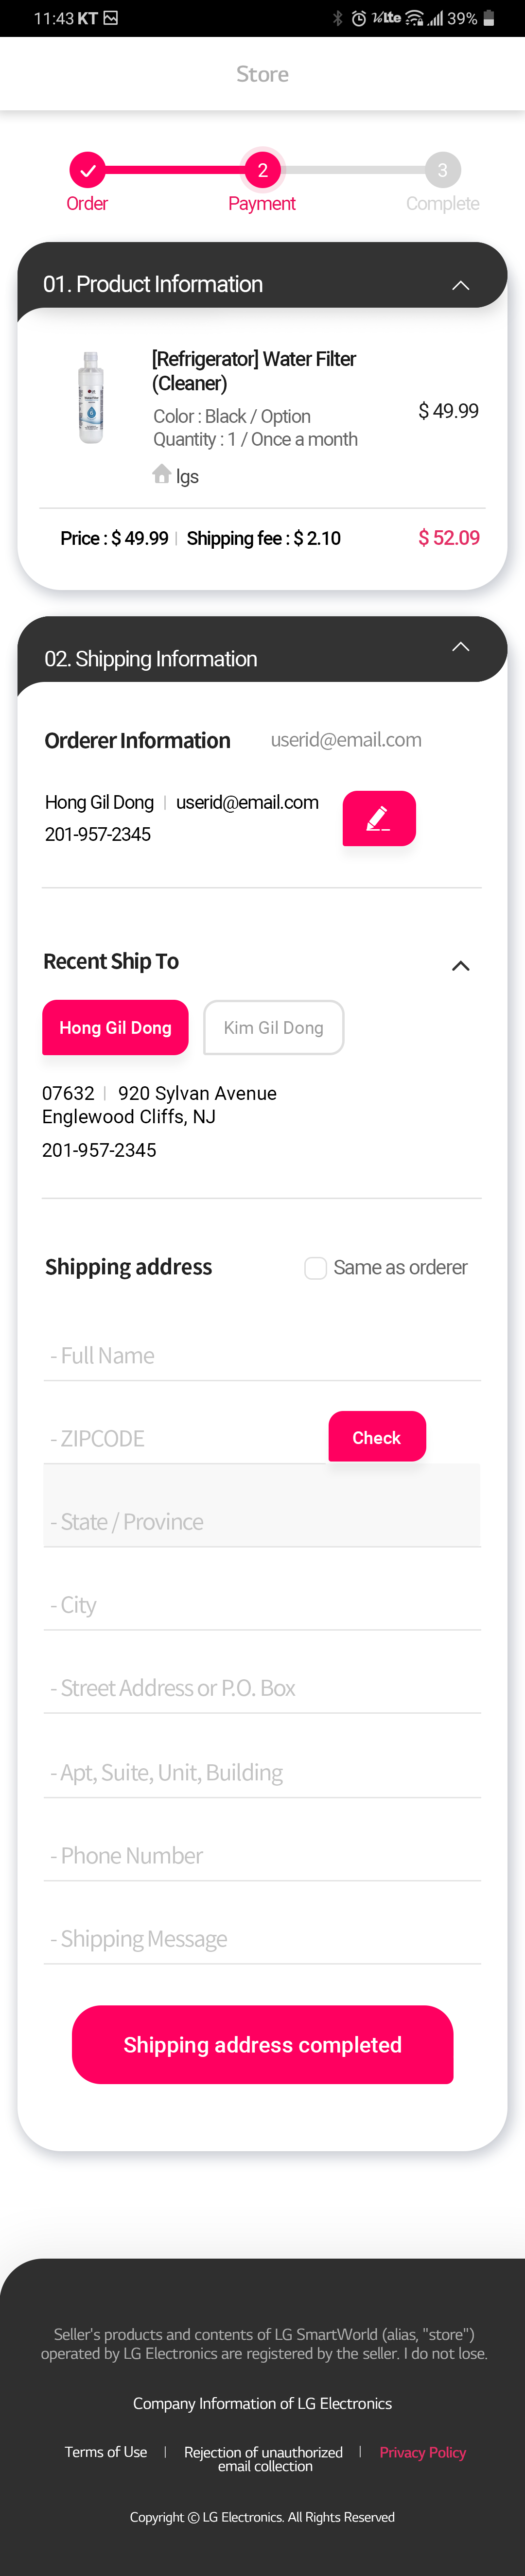 11:43 KT
VoLte 39%
Store
2
3
Order
Payment
Complete
01. Product Information
[Refrigerator] Water Filter
(Cleaner)
Color : Black / Option
Quantity : 1 / Once a month
$ 49.99
lgs
Price : $ 49.99 | Shipping fee : $ 2.10
$ 52.09
02. Shipping Information
Orderer Information
userid@email.com
Hong Gil Dong | userid@email.com
201-957-2345
Recent Ship To
Hong Gil Dong
Kim Gil Dong
07632 | 920 Sylvan Avenue
Englewood Cliffs, NJ
201-957-2345
Shipping address
Same as orderer
- Full Name
- ZIPCODE
Check
- State / Province
- City
- Street Address or P.O. Box
- Apt, Suite, Unit, Building
- Phone Number
- Shipping Message
Shipping address completed
Seller's products and contents of LG SmartWorld (alias, "store")
operated by LG Electronics are registered by the seller. I do not lose.
Company Information of LG Electronics
Terms of Use | Rejection of unauthorized | Privacy Policy
email collection
Copyright © LG Electronics. All Rights Reserved